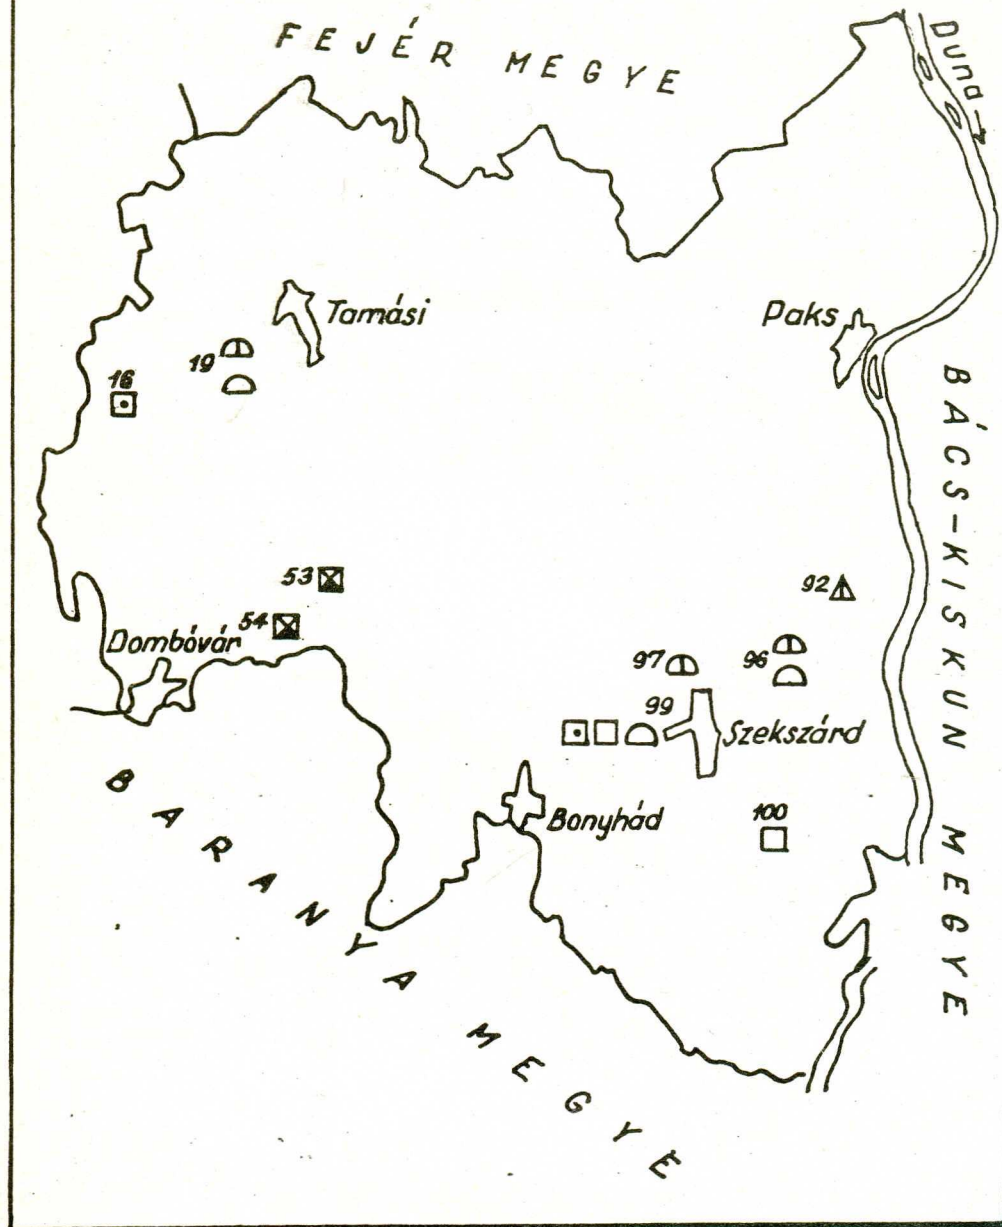 FEJÉR MEGYE
Duna
Tamási
Paks
19
16
BÁCS-KISKUN MEGYE
53
92
54
Dombóvár
97
96
99
Szekszárd
Bonyhád
100
BARANYA MEGYE